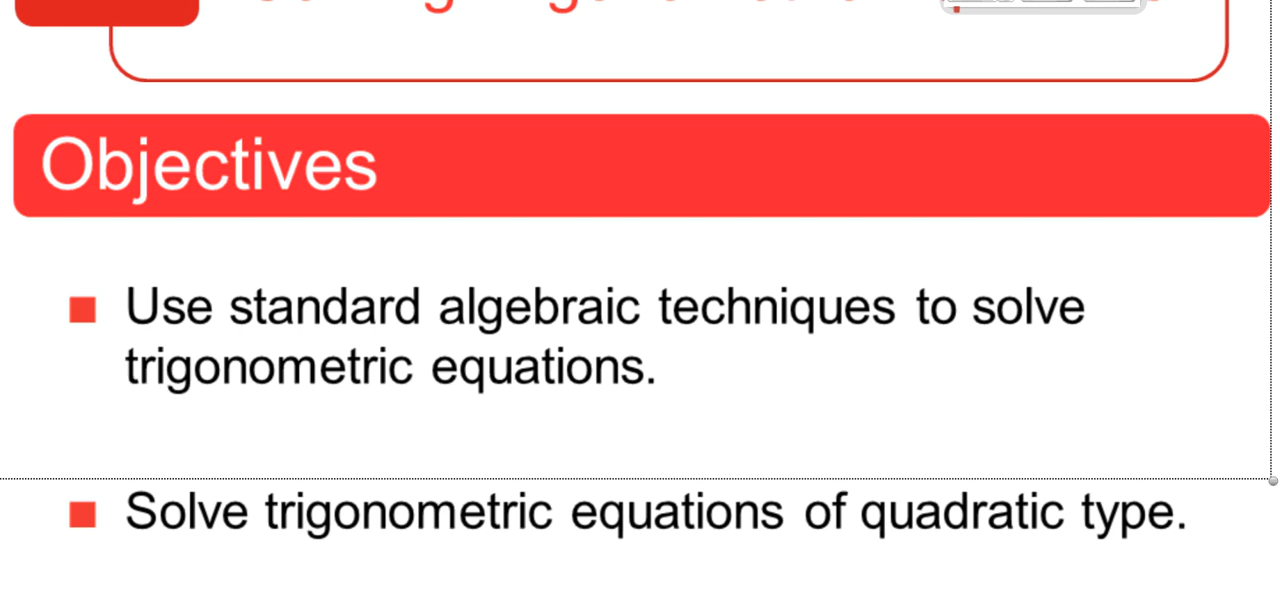 Objectives
Use standard algebraic techniques to solve
trigonometric equations.
Solve trigonometric equations of quadratic type.